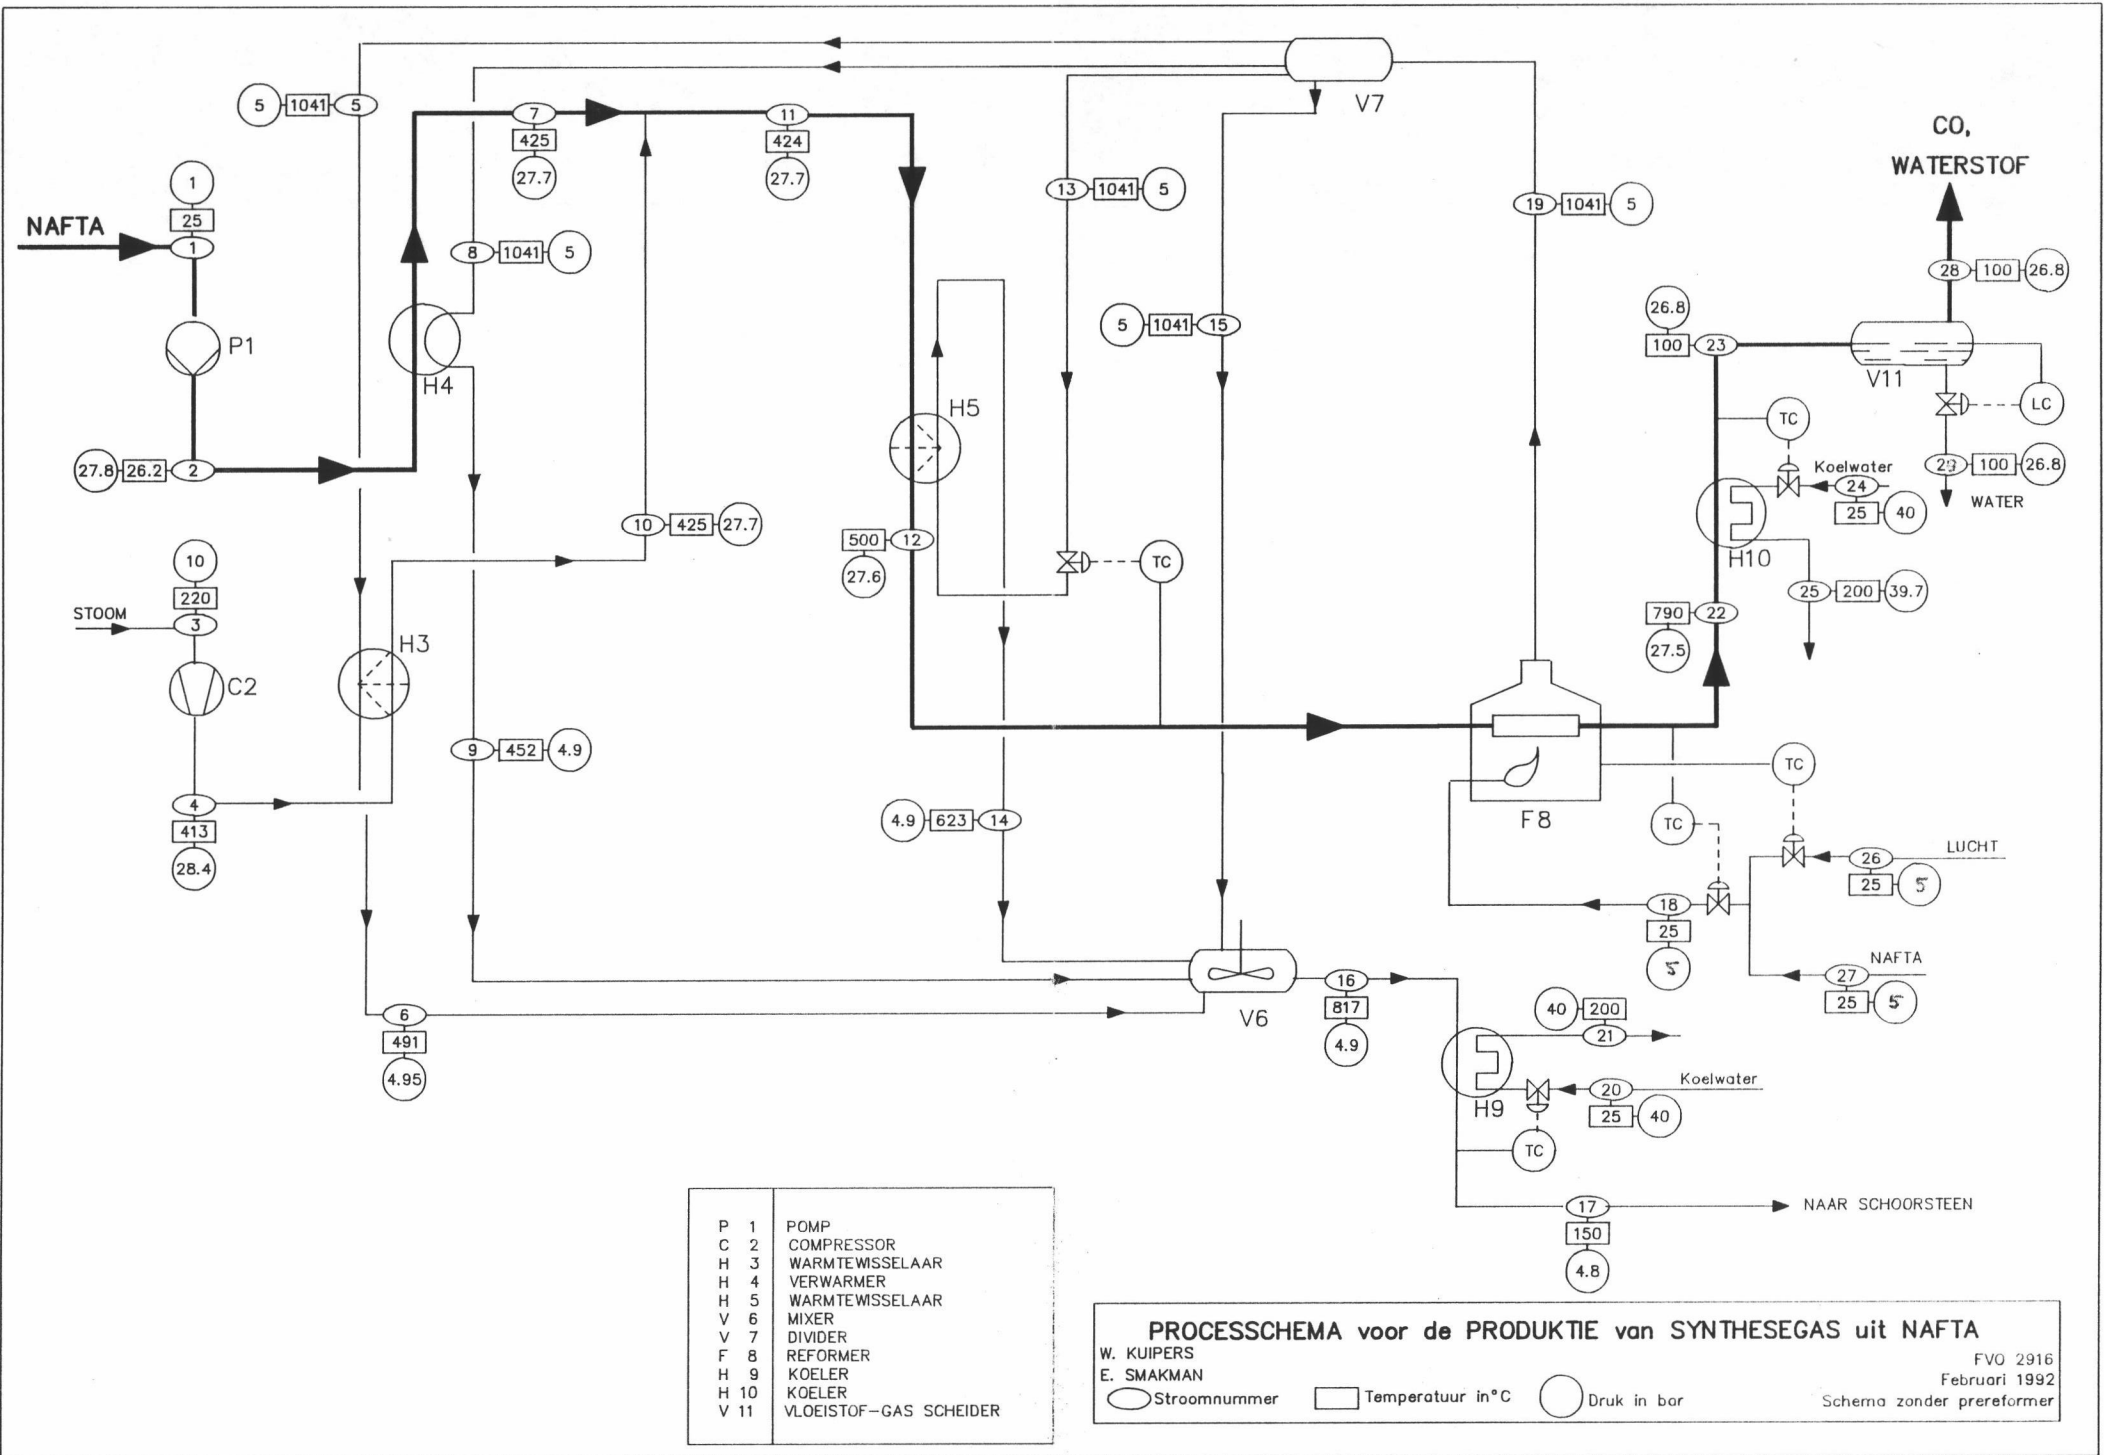 5 1041 5
1
25
NAFTA
1
P1
27.8 26.2 2
10
220
STOOM
3
C2
4
413
28.4
H3
7
425
27.7
8 1041 5
H4
9 452 4.9
10 425 27.7
6
491
4.95
11
424
27.7
H5
500 12
27.6
4.9 623 14
V7
13 1041 5
5 1041 15
TC
19 1041 5
V6
16
817
4.9
F8
CO,
WATERSTOF
28 100 26.8
26.8
100 23
V11
LC
TC
Koelwater
24
25 40
29 100 26.8
WATER
H10
25 200 39.7
790 22
27.5
TC
TC
LUCHT
26
25 5
18
25
5
NAFTA
27
25 5
40 200
21
Koelwater
20
25 40
H9
TC
17
150
4.8
NAAR SCHOORSTEEN
P 1 POMP
C 2 COMPRESSOR
H 3 WARMTEWISSELAAR
H 4 VERWARMER
H 5 WARMTEWISSELAAR
V 6 MIXER
V 7 DIVIDER
F 8 REFORMER
H 9 KOELER
H 10 KOELER
V 11 VLOEISTOF-GAS SCHEIDER
PROCESSCHEMA voor de PRODUKTIE van SYNTHESEGAS uit NAFTA
W. KUIPERS
E. SMAKMAN
FVO 2916
Februari 1992
Stroomnummer Temperatuur in°C Druk in bar
Schema zonder prereformer